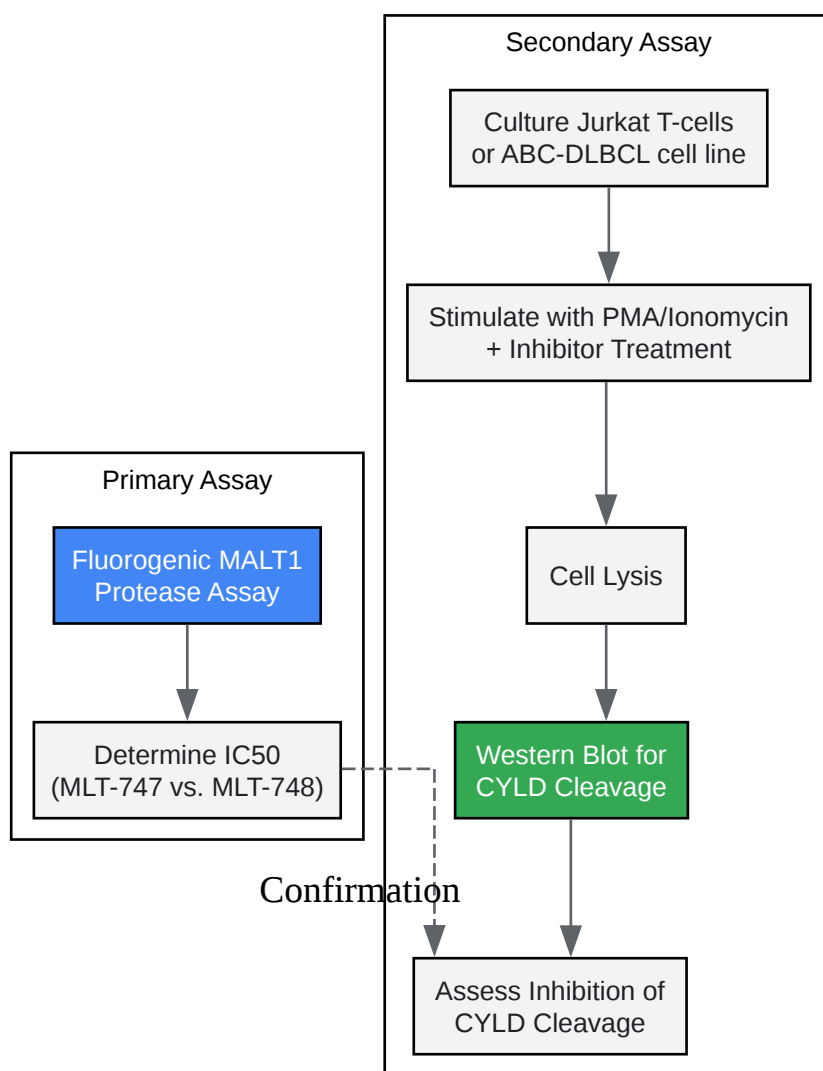 Secondary Assay
Culture Jurkat T-cells
or ABC-DLBCL cell line
Stimulate with PMA/Ionomycin
+ Inhibitor Treatment
Primary Assay
Fluorogenic MALT1
Protease Assay
Cell Lysis
Determine IC50
(MLT-747 vs. MLT-748)
Western Blot for
CYLD Cleavage
Confirmation
Assess Inhibition of
CYLD Cleavage